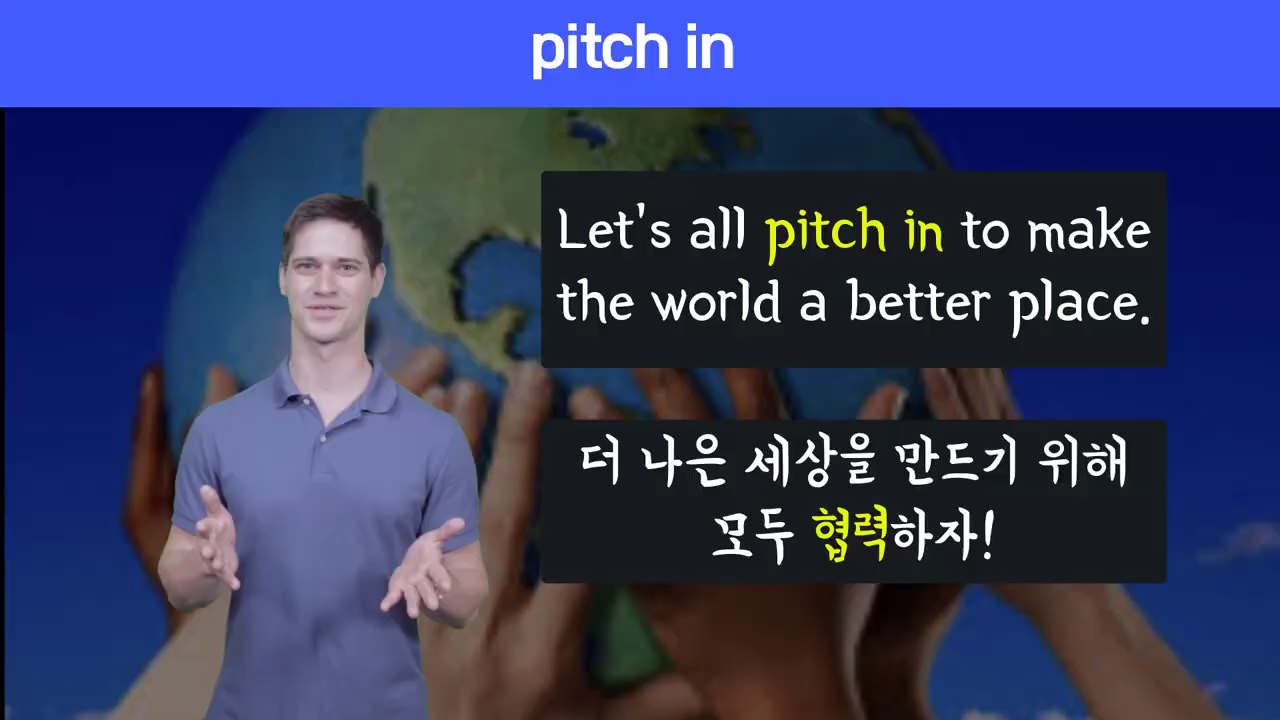 pitch in
Let's all pitch in to make
the world a better place.
더 나은 세상을 만드기 위해
모두 협력하자!